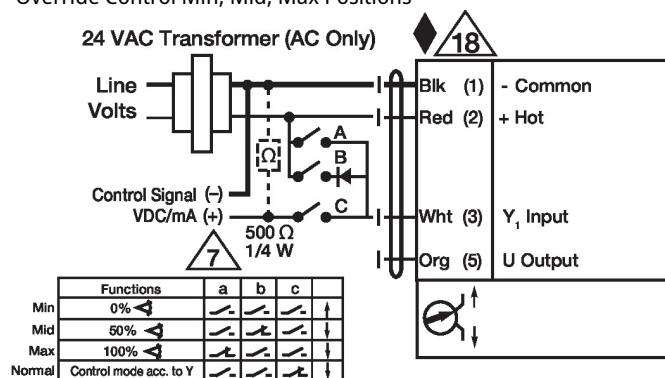 Override Control Min, Mid, Max Positions
24 VAC Transformer (AC Only)
18
Line
Volts
Blk (1) - Common
Red (2) + Hot
A
Ω
B
Control Signal (-)
VDC/mA (+)
C
Wht (3) Y1 Input
500 Ω
1/4 W
7
Org (5) U Output
Functions a b c
Min 0%
Mid 50%
Max 100%
Normal Control mode acc. to Y